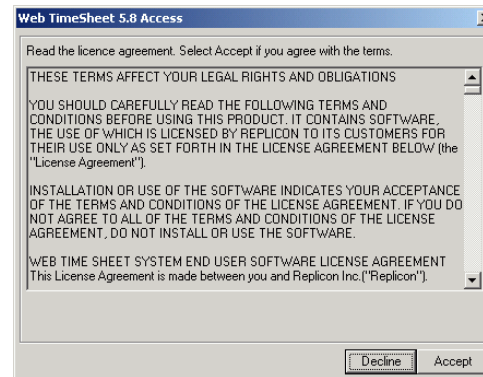 Web TimeSheet 5.8 Access
Read the licence agreement. Select Accept if you agree with the terms.
THESE TERMS AFFECT YOUR LEGAL RIGHTS AND OBLIGATIONS
YOU SHOULD CAREFULLY READ THE FOLLOWING TERMS AND
CONDITIONS BEFORE USING THIS PRODUCT. IT CONTAINS SOFTWARE,
THE USE OF WHICH IS LICENSED BY REPLICON TO ITS CUSTOMERS FOR
THEIR USE ONLY AS SET FORTH IN THE LICENSE AGREEMENT BELOW (the
"License Agreement").
INSTALLATION OR USE OF THE SOFTWARE INDICATES YOUR ACCEPTANCE
OF THE TERMS AND CONDITIONS OF THE LICENSE AGREEMENT. IF YOU DO
NOT AGREE TO ALL OF THE TERMS AND CONDITIONS OF THE LICENSE
AGREEMENT, DO NOT INSTALL OR USE THE SOFTWARE.
WEB TIME SHEET SYSTEM END USER SOFTWARE LICENSE AGREEMENT
This License Agreement is made between you and Replicon Inc.("Replicon").
Decline Accept